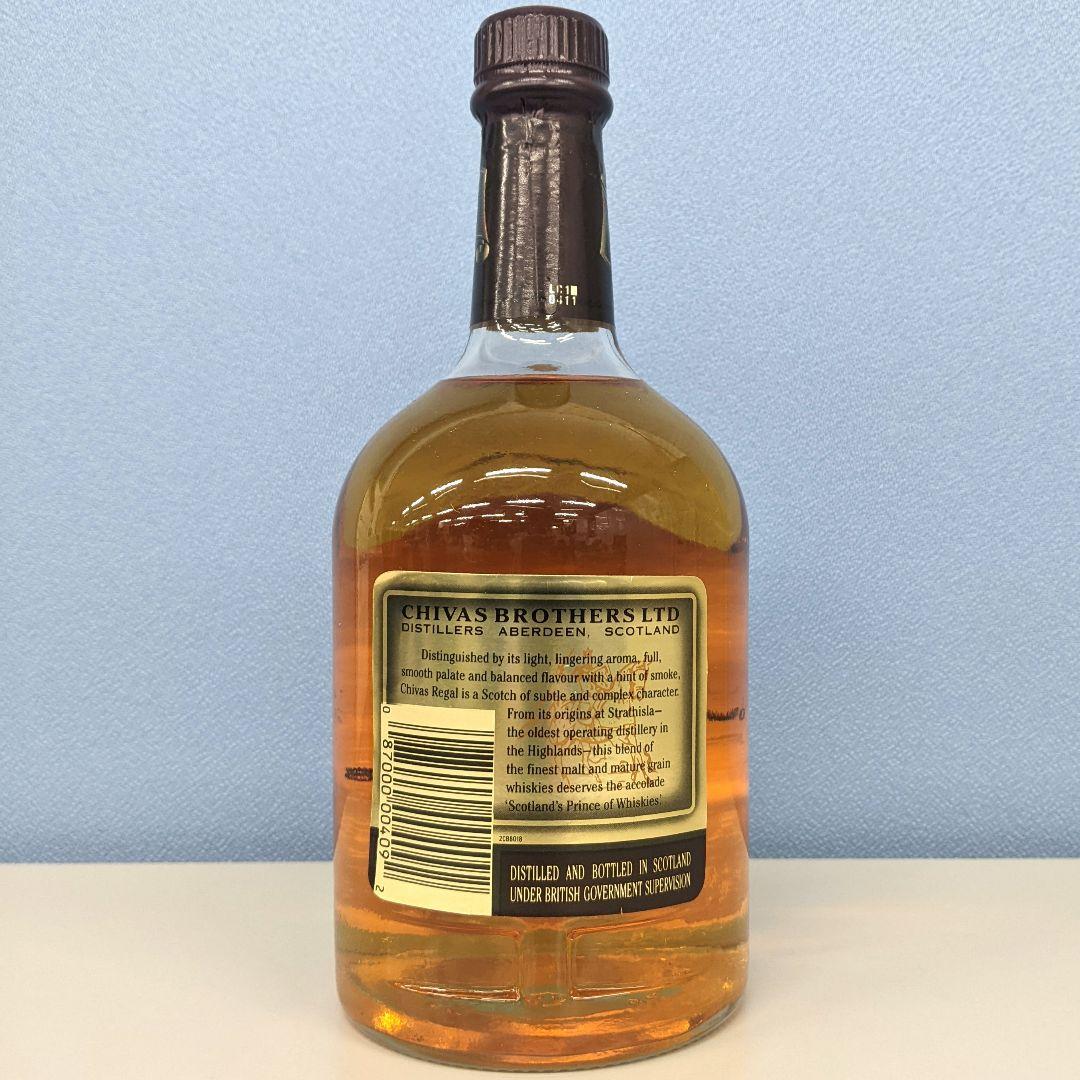 CHIVAS BROTHERS LTD
DISTILLERS ABERDEEN, SCOTLAND
Distinguished by its light, lingering aroma, full,
smooth palate and balanced flavour with a hint of smoke,
Chivas Regal is a Scotch of subtle and complex character.
From its origins at Strathisla—
the oldest operating distillery in
the Highlands—this blend of
the finest malt and mature grain
whiskies deserves the accolade
'Scotland's Prince of Whiskies.'
0 87000 00409 2
2CB8018
DISTILLED AND BOTTLED IN SCOTLAND
UNDER BRITISH GOVERNMENT SUPERVISION